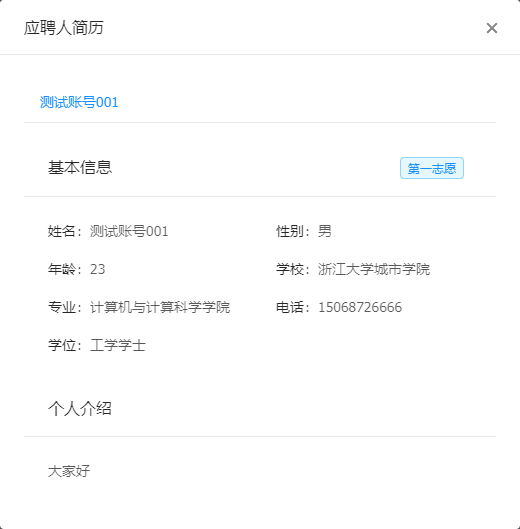 应聘人简历
测试账号001
基本信息 第一志愿
姓名：测试账号001 性别：男
年龄：23 学校：浙江大学城市学院
专业：计算机与计算科学学院 电话：15068726666
学位：工学学士
个人介绍
大家好